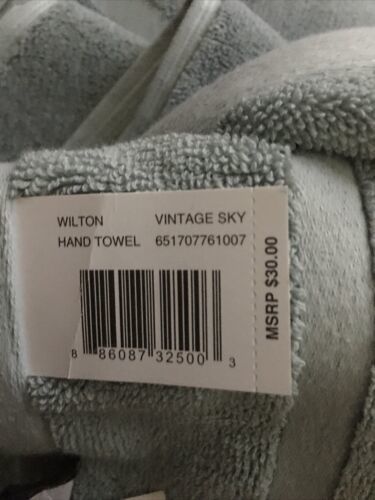 WILTON VINTAGE SKY
HAND TOWEL 651707761007
8 86087 32500 3
MSRP $30.00